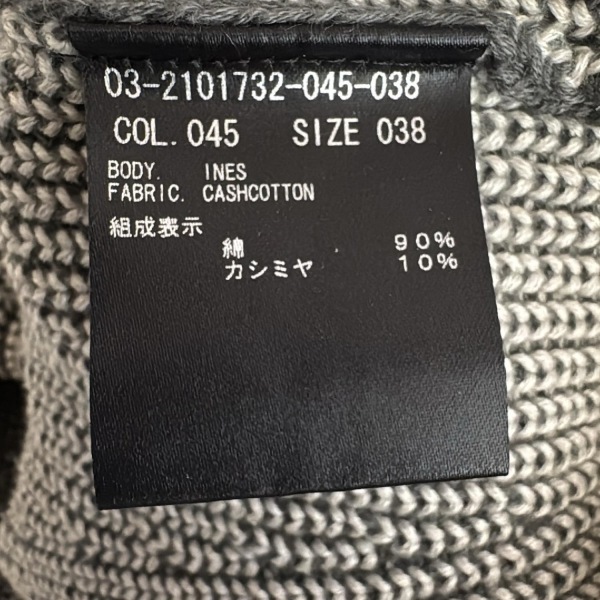 03-2101732-045-038
COL. 045 SIZE 038
BODY. INES
FABRIC. CASHCOTTON
組成表示
綿 90%
カシミヤ 10%